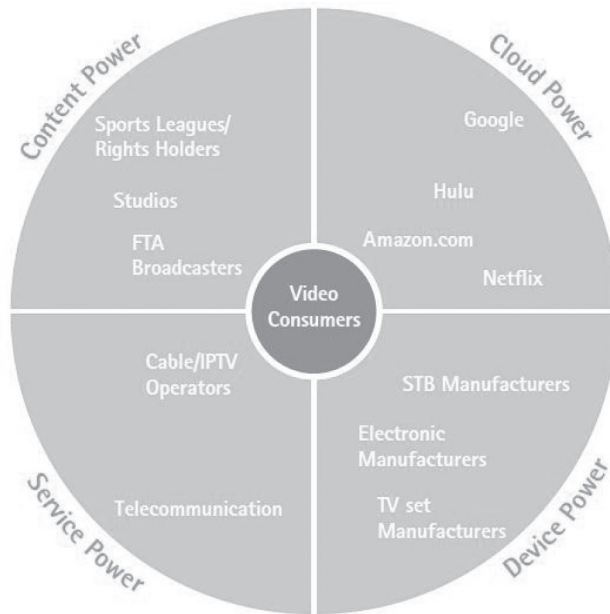 Content Power
Sports Leagues/
Rights Holders
Studios
FTA
Broadcasters
Cloud Power
Google
Hulu
Amazon.com
Netflix
Video
Consumers
Service Power
Cable/IPTV
Operators
Telecommunication
Device Power
STB Manufacturers
Electronic
Manufacturers
TV set
Manufacturers